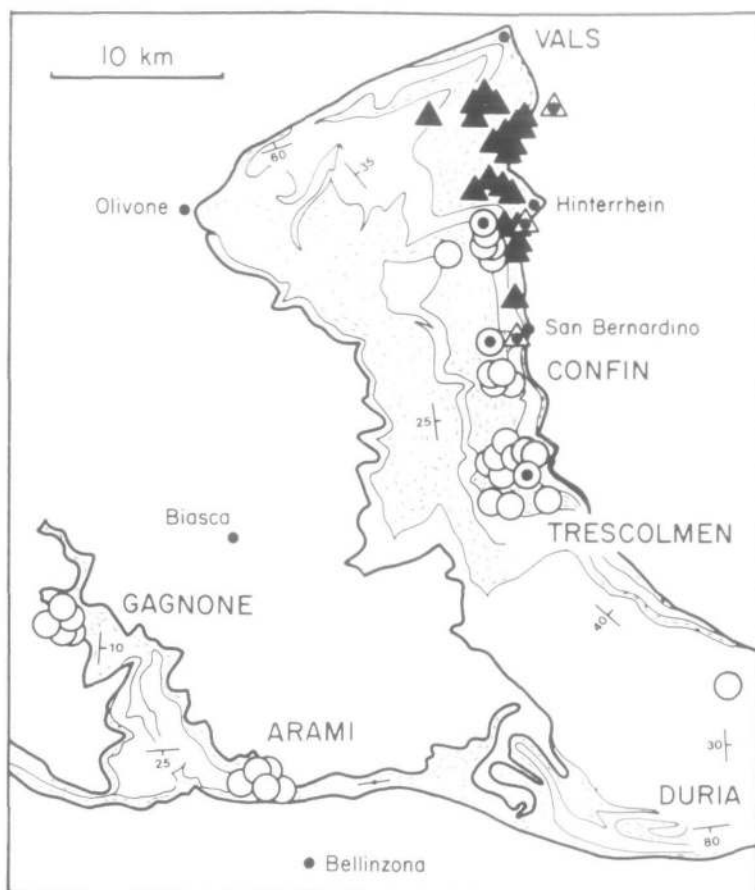 10 km
VALS
80
35
Olivone
Hinterrhein
San Bernardino
CONFIN
25
Biasca
TRESCOLMEN
GAGNONE
40
10
ARAMI
30
25
DURIA
80
Bellinzona